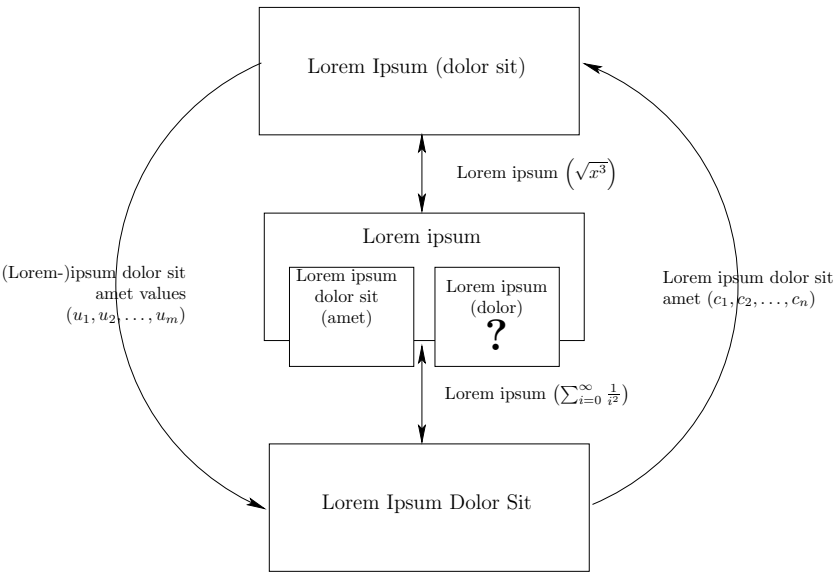 Lorem Ipsum (dolor sit)
Lorem ipsum (√x³)
Lorem ipsum
(Lorem-)ipsum dolor sit
amet values
(u₁, u₂, . . . , uₘ)
Lorem ipsum
dolor sit
(amet)
Lorem ipsum
(dolor)
?
Lorem ipsum dolor sit
amet (c₁, c₂, . . . , cₙ)
Lorem ipsum (∑_{i=0}^{∞} 1/i²)
Lorem Ipsum Dolor Sit